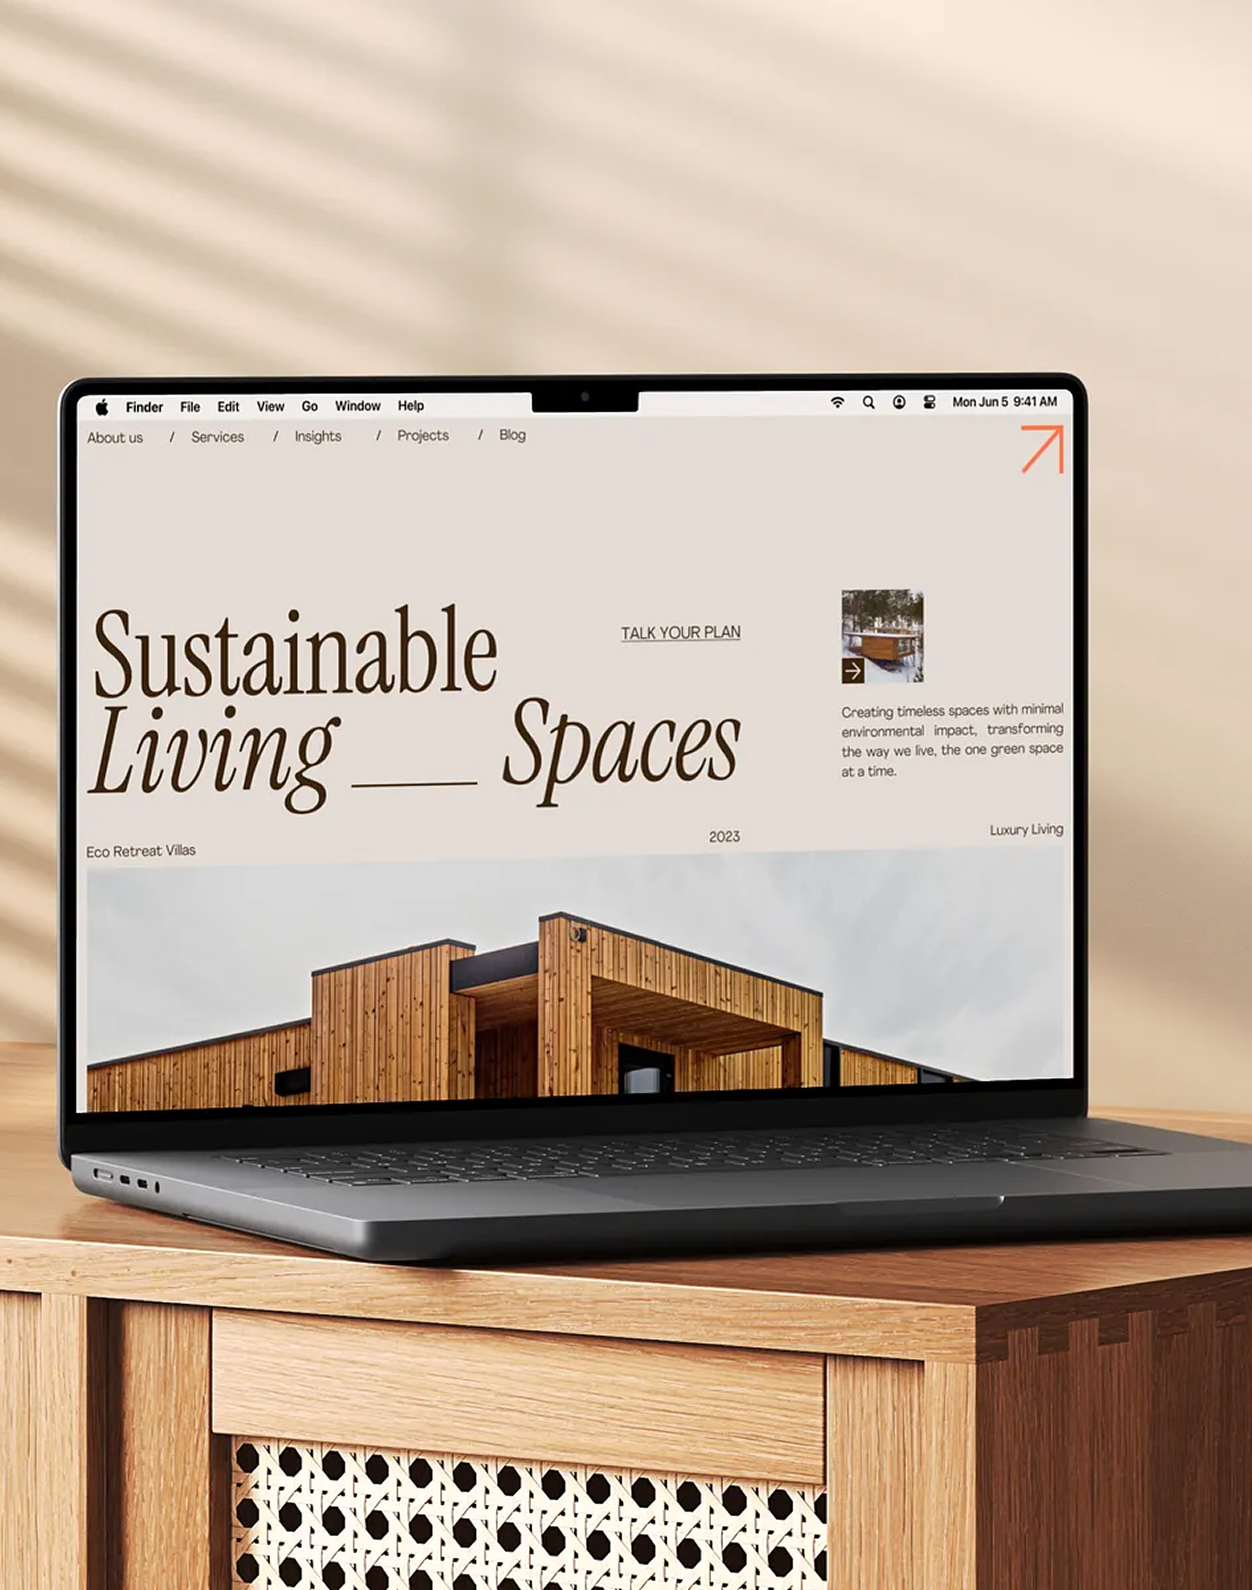 Finder File Edit View Go Window Help Mon Jun 5 9:41 AM
About us / Services / Insights / Projects / Blog
Sustainable
Living ____ Spaces
TALK YOUR PLAN
Creating timeless spaces with minimal
environmental impact, transforming
the way we live, the one green space
at a time.
Eco Retreat Villas
2023
Luxury Living